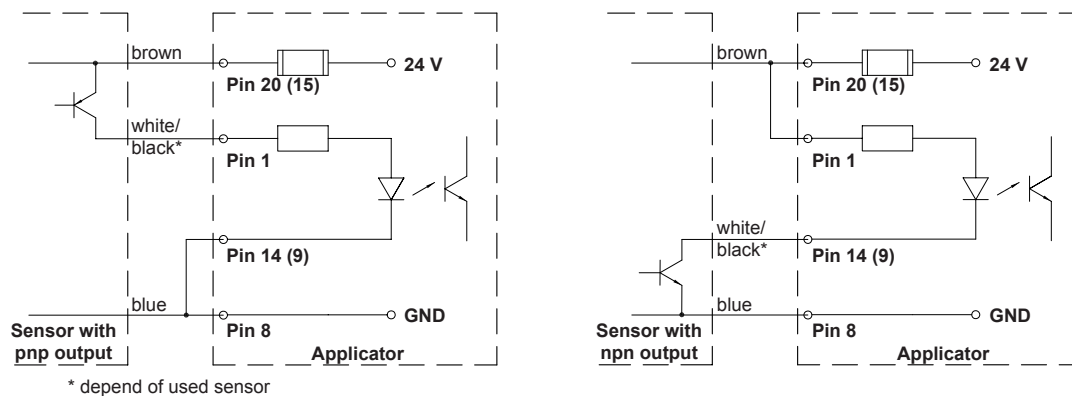 brown
24 V
Pin 20 (15)
white/
black*
Pin 1
Pin 14 (9)
blue
GND
Pin 8
Sensor with
pnp output
Applicator
* depend of used sensor
brown
24 V
Pin 20 (15)
Pin 1
white/
black*
Pin 14 (9)
blue
GND
Pin 8
Sensor with
npn output
Applicator